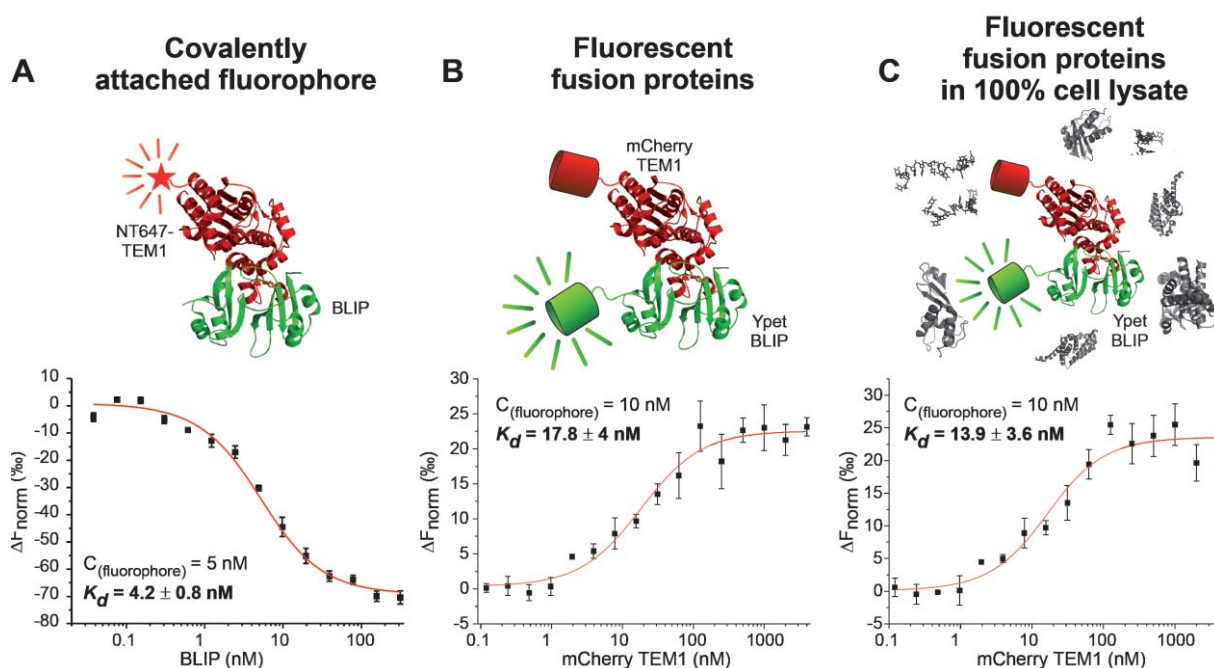 A
Covalently
attached fluorophore
NT647-
TEM1
BLIP
0
-10
-20
-30
-40
-50
-60
-70
-80
ΔFnorm (‰)
C(fluorophore) = 5 nM
Kd = 4.2 ± 0.8 nM
0.1 1 10 100
BLIP (nM)
B
Fluorescent
fusion proteins
mCherry
TEM1
Ypet
BLIP
30
25
20
15
10
5
0
-5
ΔFnorm (‰)
C(fluorophore) = 10 nM
Kd = 17.8 ± 4 nM
0.1 1 10 100 1000
mCherry TEM1 (nM)
C
Fluorescent
fusion proteins
in 100% cell lysate
Ypet
BLIP
30
25
20
15
10
5
0
-5
ΔFnorm (‰)
C(fluorophore) = 10 nM
Kd = 13.9 ± 3.6 nM
0.1 1 10 100 1000
mCherry TEM1 (nM)